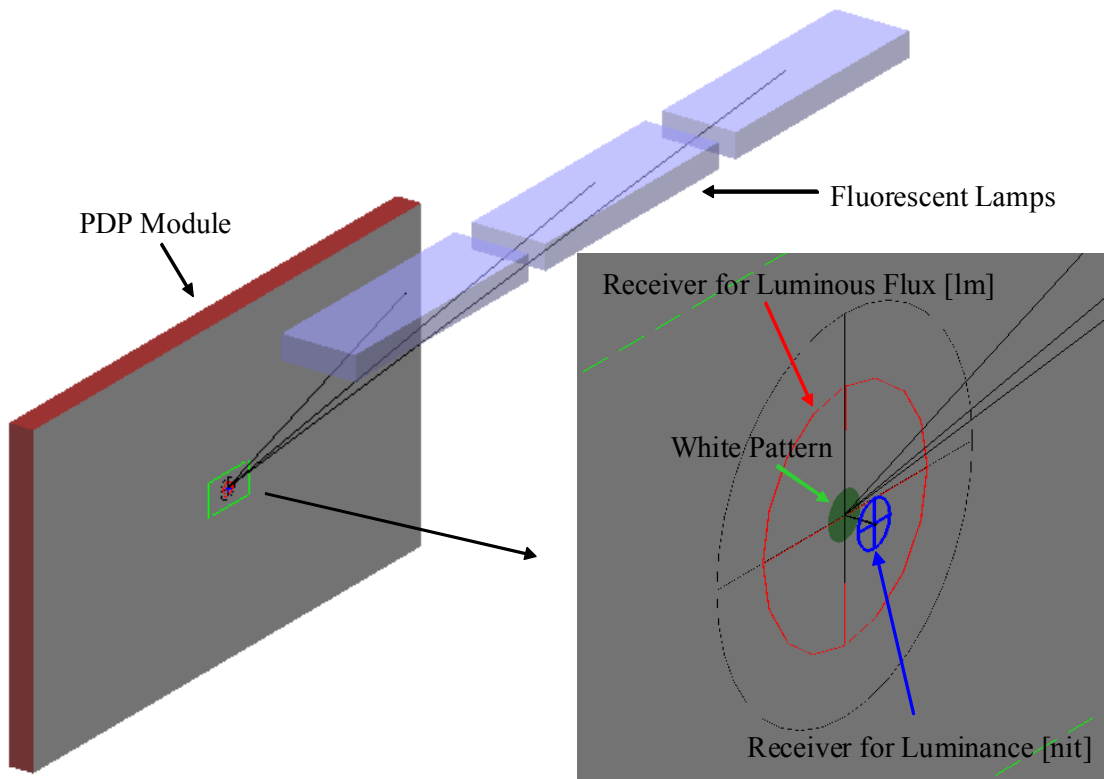 PDP Module
Fluorescent Lamps
Receiver for Luminous Flux [lm]
White Pattern
Receiver for Luminance [nit]